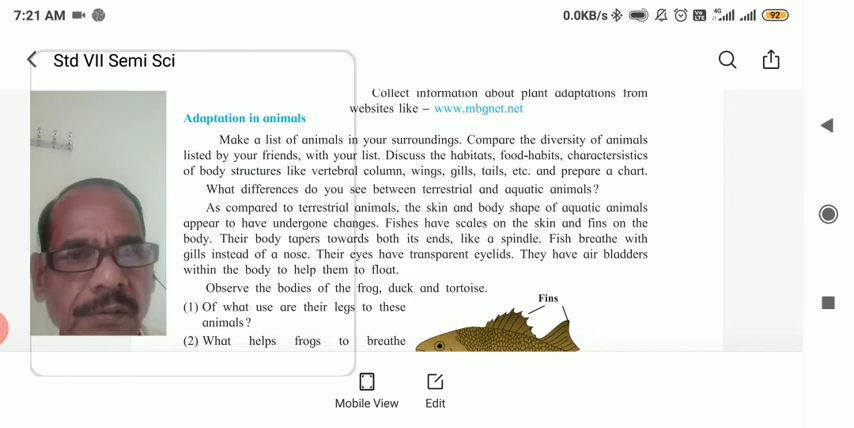 7:21 AM
0.0KB/s
4G
92
Std VII Semi Sci
Collect information about plant adaptations from
websites like – www.mbgnet.net
Adaptation in animals
Make a list of animals in your surroundings. Compare the diversity of animals
listed by your friends, with your list. Discuss the habitats, food-habits, charactersistics
of body structures like vertebral column, wings, gills, tails, etc. and prepare a chart.
What differences do you see between terrestrial and aquatic animals?
As compared to terrestrial animals, the skin and body shape of aquatic animals
appear to have undergone changes. Fishes have scales on the skin and fins on the
body. Their body tapers towards both its ends, like a spindle. Fish breathe with
gills instead of a nose. Their eyes have transparent eyelids. They have air bladders
within the body to help them to float.
Observe the bodies of the frog, duck and tortoise.
Fins
(1) Of what use are their legs to these
animals?
(2) What helps frogs to breathe
Mobile View
Edit